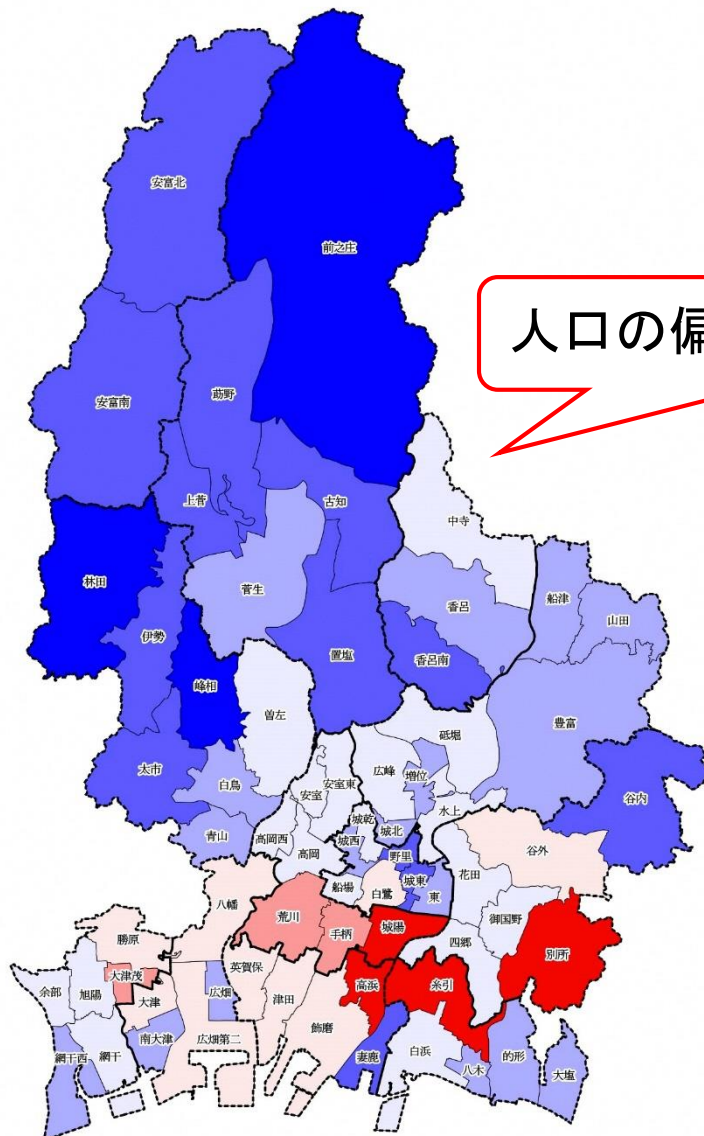 安富北
前之庄
人口の偏
安富南
莇野
上菅
古知
中寺
林田
菅生
香呂
船津
山田
伊勢
置塩
香呂南
峰相
曽左
豊富
砥堀
太市
広峰
増位
白鳥
安室
安室東
谷内
水上
青山
高岡西
高岡
城西
城乾
城北
野里
谷外
花田
船場
白鷺
城東
東
八幡
荒川
手柄
城陽
御国野
四郷
別所
勝原
大津茂
英賀保
高浜
糸引
余部
旭陽
大津
広畑
津田
飾磨
網干西
網干
南大津
広畑第二
妻鹿
白浜
八木
的形
大塩